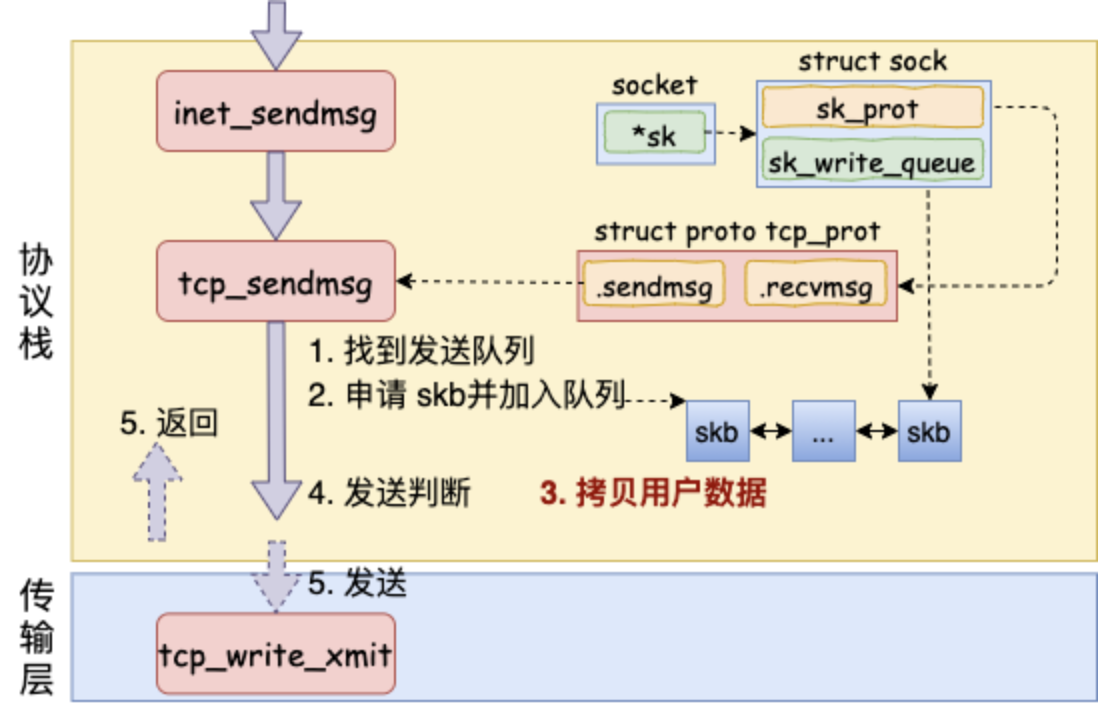 inet_sendmsg
socket
*sk
struct sock
sk_prot
sk_write_queue
协议栈
tcp_sendmsg
struct proto tcp_prot
.sendmsg
.recvmsg
1. 找到发送队列
2. 申请 skb并加入队列
skb
...
skb
5. 返回
4. 发送判断
3. 拷贝用户数据
5. 发送
传输层
tcp_write_xmit